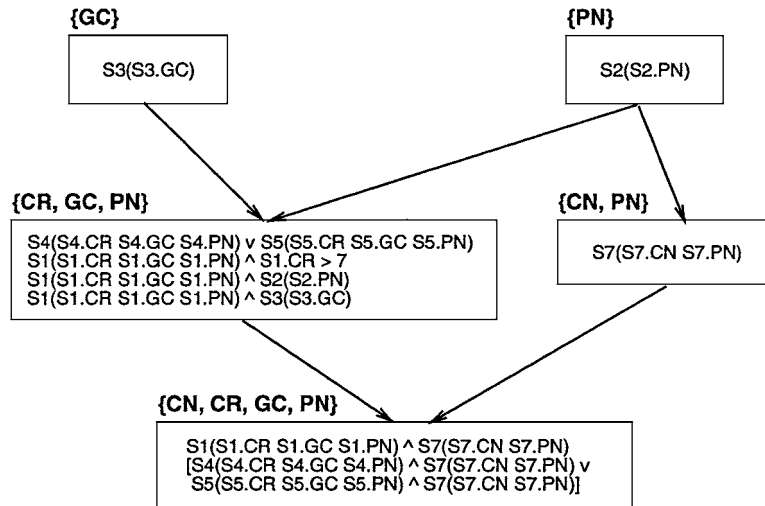 {GC}
{PN}
S3(S3.GC)
S2(S2.PN)
{CR, GC, PN}
{CN, PN}
S4(S4.CR S4.GC S4.PN) v S5(S5.CR S5.GC S5.PN)
S1(S1.CR S1.GC S1.PN) ^ S1.CR > 7
S1(S1.CR S1.GC S1.PN) ^ S2(S2.PN)
S1(S1.CR S1.GC S1.PN) ^ S3(S3.GC)
S7(S7.CN S7.PN)
{CN, CR, GC, PN}
S1(S1.CR S1.GC S1.PN) ^ S7(S7.CN S7.PN)
[S4(S4.CR S4.GC S4.PN) ^ S7(S7.CN S7.PN) v
S5(S5.CR S5.GC S5.PN) ^ S7(S7.CN S7.PN)]